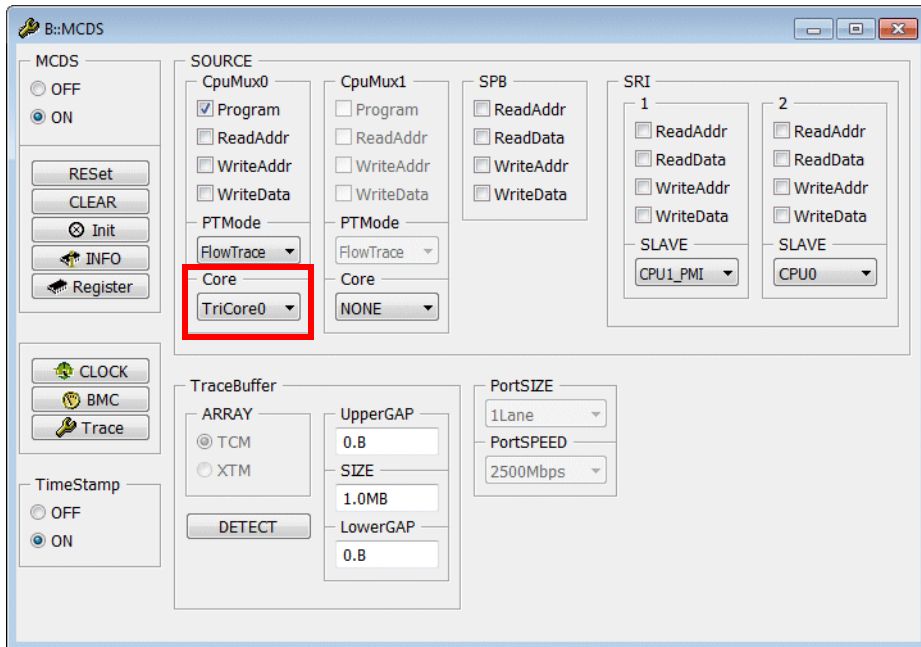 B::MCDS
MCDS
OFF
ON
RESet
CLEAR
Init
INFO
Register
CLOCK
BMC
Trace
TimeStamp
OFF
ON
SOURCE
CpuMux0
Program
ReadAddr
WriteAddr
WriteData
PTMode
FlowTrace
Core
TriCore0
CpuMux1
Program
ReadAddr
WriteAddr
WriteData
PTMode
FlowTrace
Core
NONE
SPB
ReadAddr
ReadData
WriteAddr
WriteData
SRI
1
ReadAddr
ReadData
WriteAddr
WriteData
SLAVE
CPU1_PMI
2
ReadAddr
ReadData
WriteAddr
WriteData
SLAVE
CPU0
TraceBuffer
ARRAY
TCM
XTM
DETECT
UpperGAP
0.B
SIZE
1.0MB
LowerGAP
0.B
PortSIZE
1Lane
PortSPEED
2500Mbps